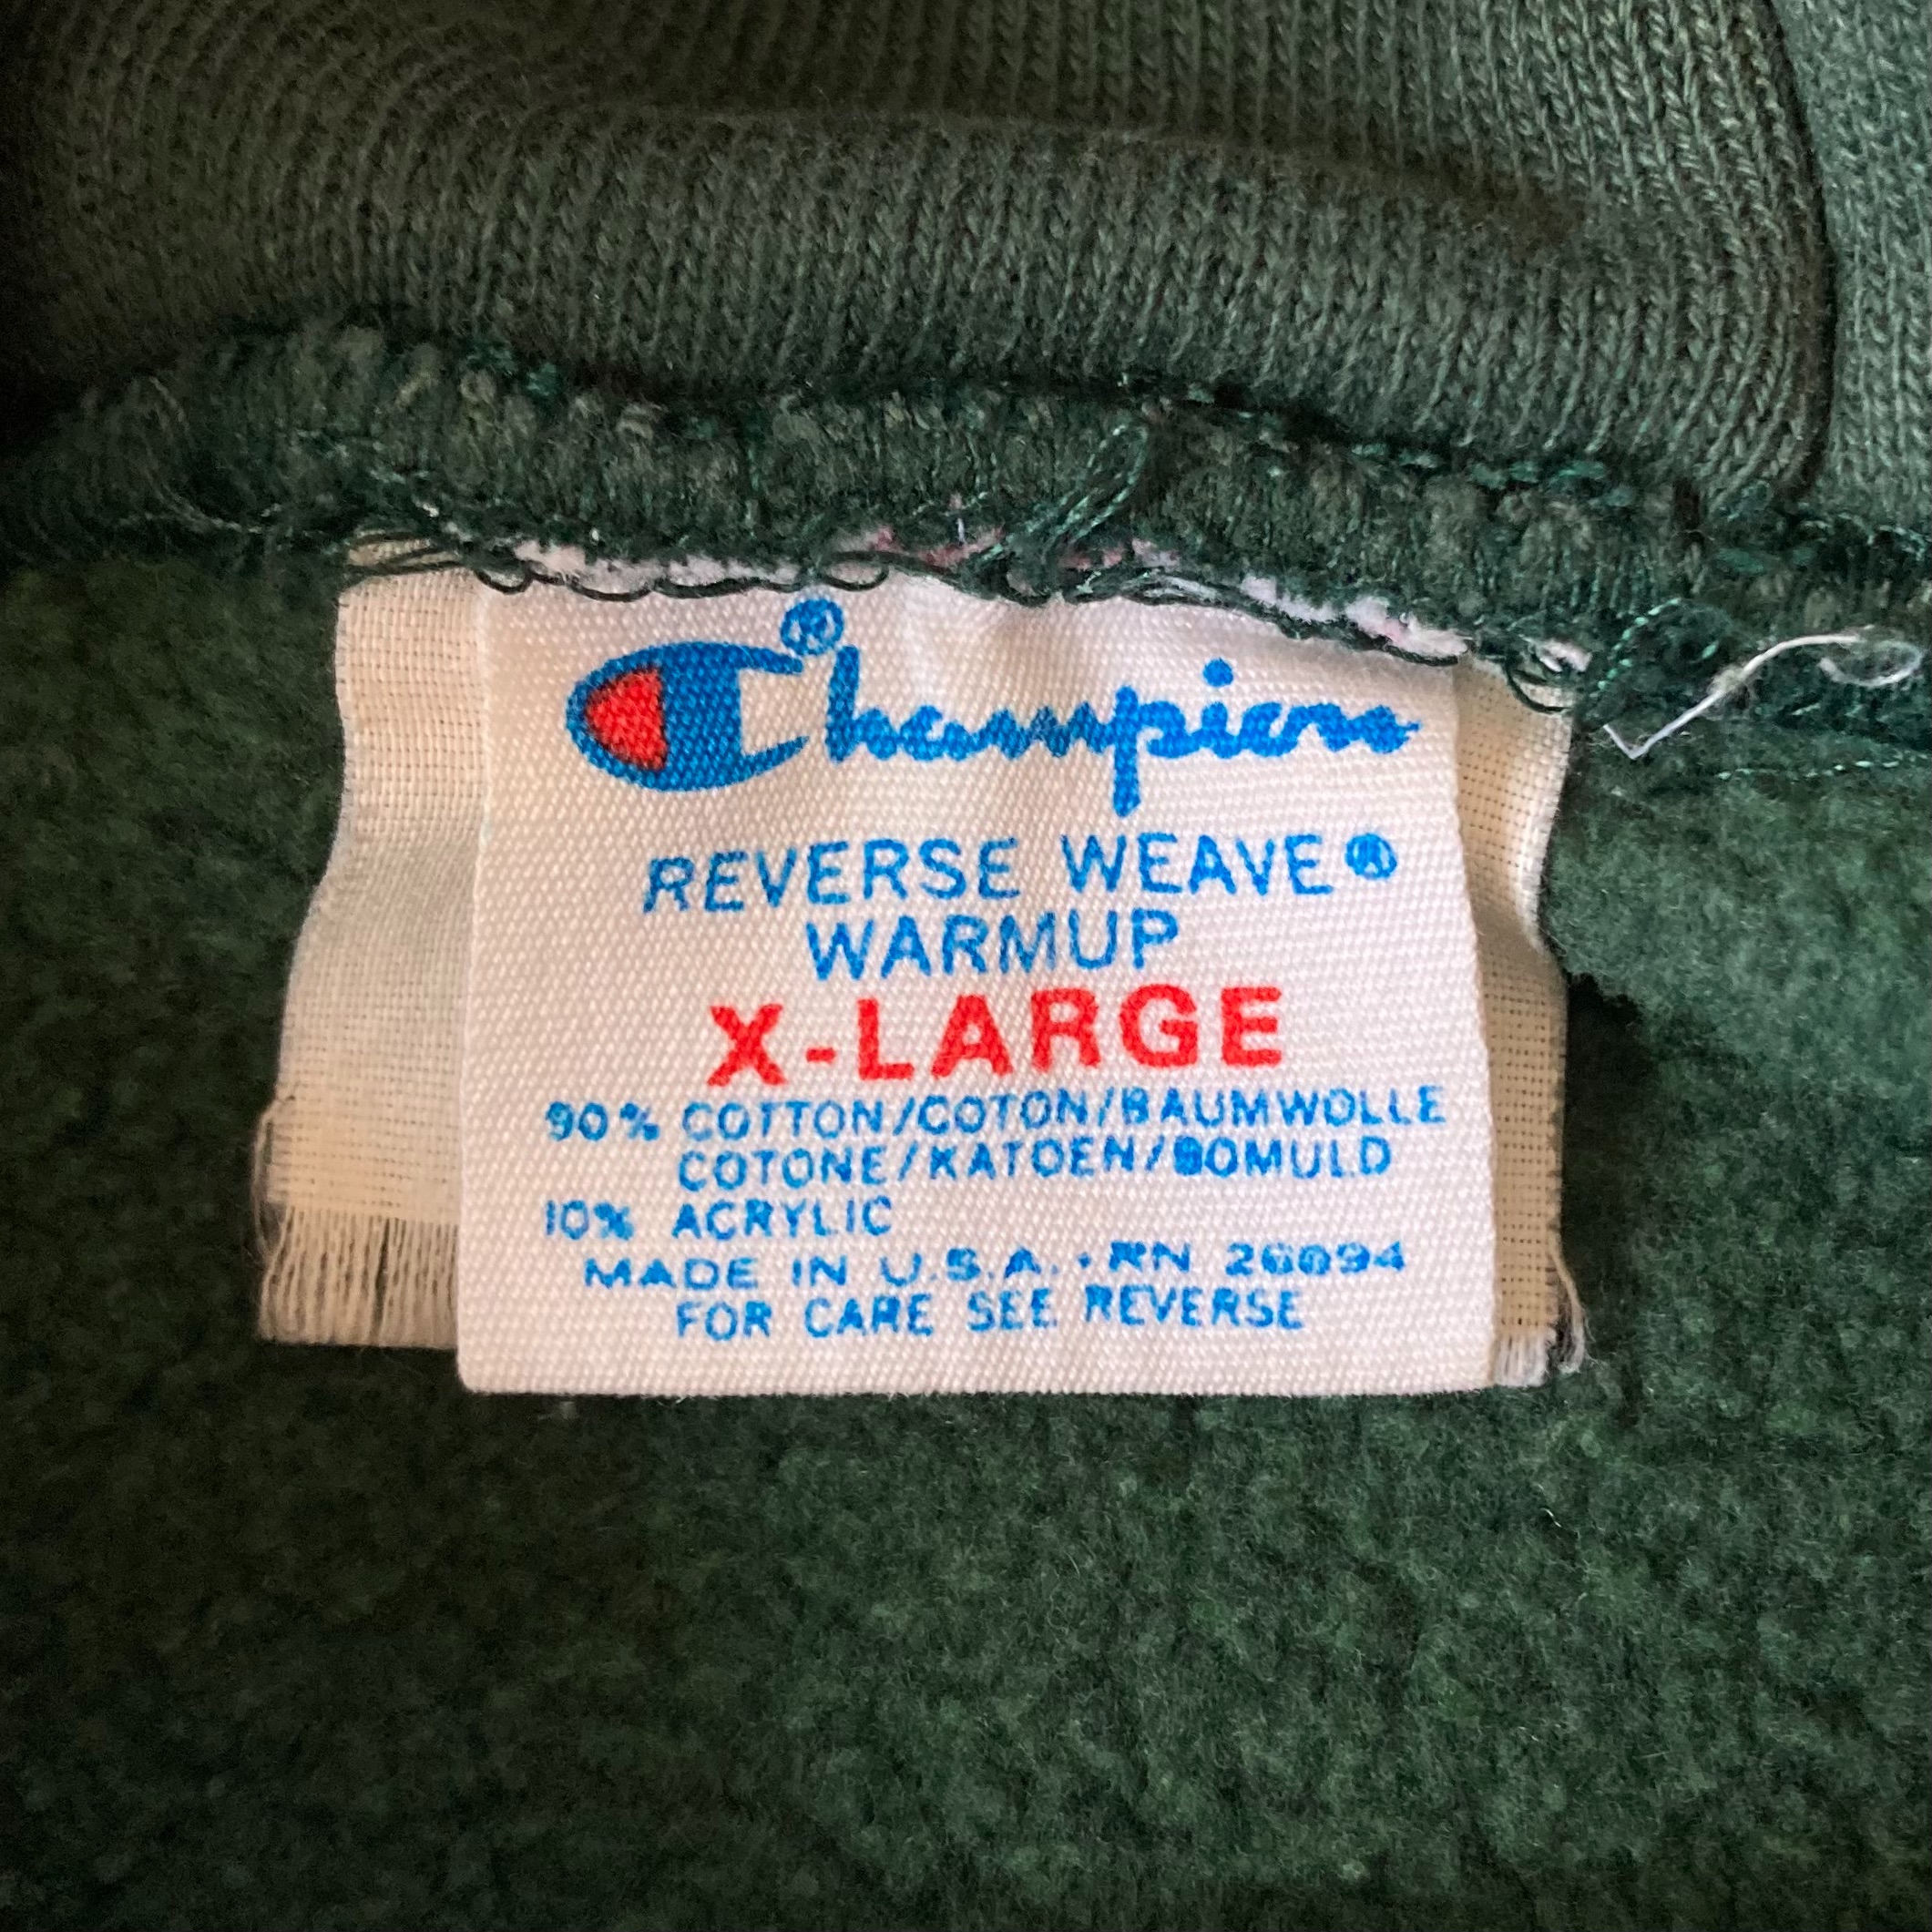 Champion®
REVERSE WEAVE®
WARMUP
X-LARGE
90% COTTON/COTON/BAUMWOLLE
COTONE/KATOEN/BOMULD
10% ACRYLIC
MADE IN U.S.A. • RN 26094
FOR CARE SEE REVERSE